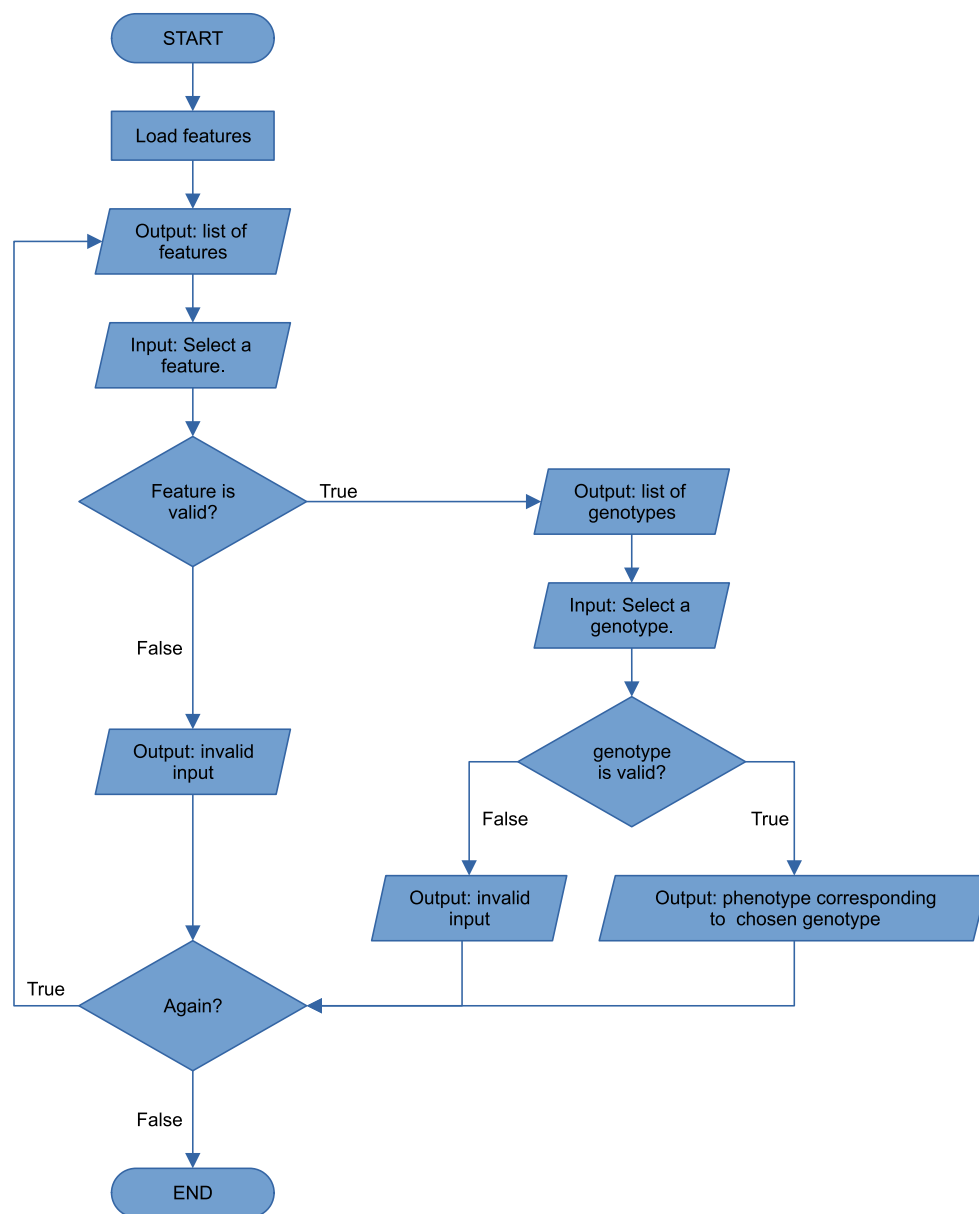 START
Load features
Output: list of
features
Input: Select a
feature.
Feature is
valid?
True
Output: list of
genotypes
Input: Select a
genotype.
False
Output: invalid
input
genotype
is valid?
False
True
Output: invalid
input
Output: phenotype corresponding
to  chosen genotype
True
Again?
False
END